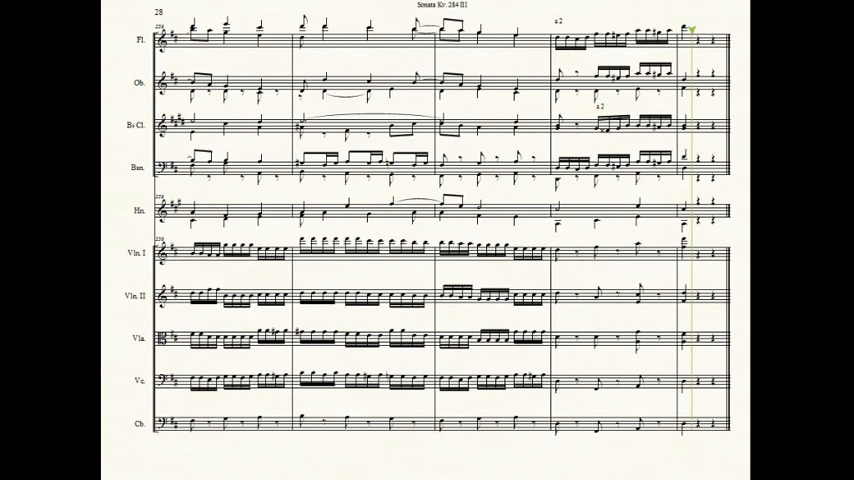 Sonata Kv. 284 III
28
a 2
Fl.
Ob.
a 2
B♭ Cl.
Bsn.
Hn.
Vln. I
Vln. II
Vla.
Vc.
Cb.